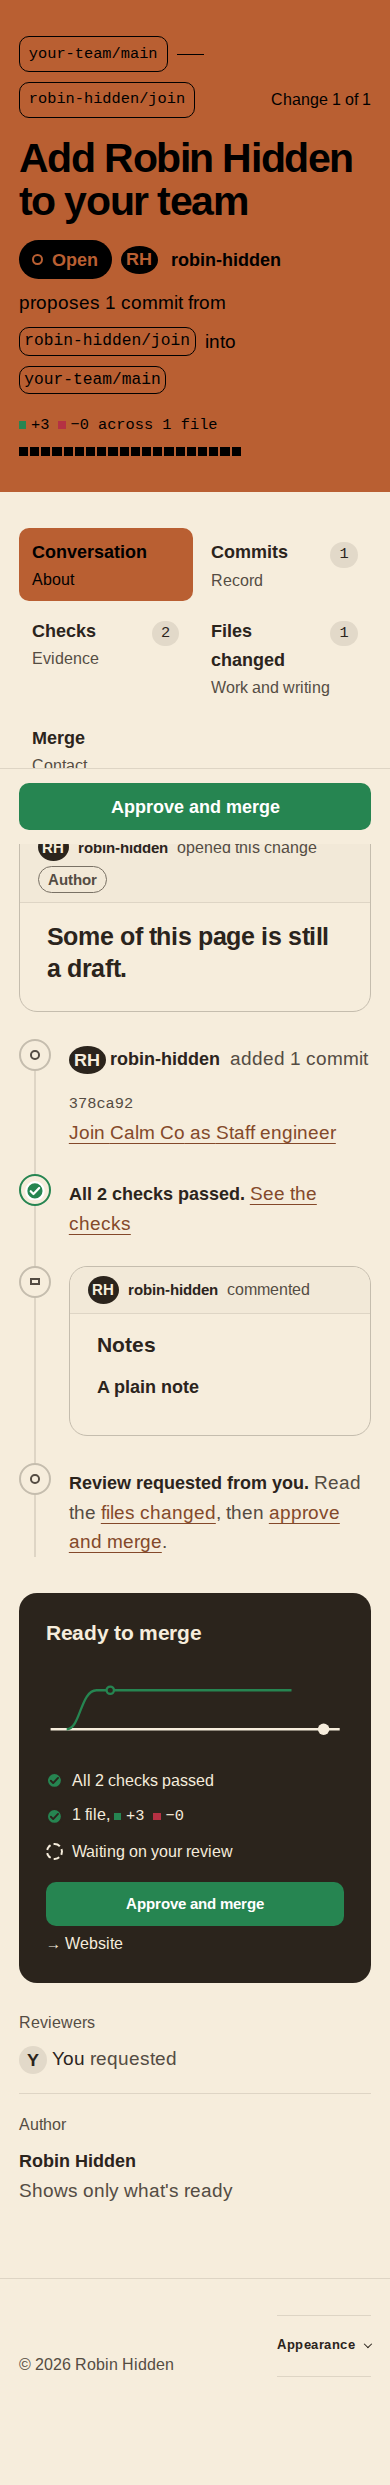 your-team/main
robin-hidden/join
Change 1 of 1
Add Robin Hidden
to your team
Open RH robin-hidden
proposes 1 commit from
robin-hidden/join into
your-team/main
+3 −0 across 1 file
Conversation
About
Commits 1
Record
Checks 2
Evidence
Files
changed 1
Work and writing
Merge
Contact
Approve and merge
RH robin-hidden opened this change
Author
Some of this page is still
a draft.
RH robin-hidden added 1 commit
378ca92
Join Calm Co as Staff engineer
All 2 checks passed. See the
checks
RH robin-hidden commented
Notes
A plain note
Review requested from you. Read
the files changed, then approve
and merge.
Ready to merge
All 2 checks passed
1 file, +3 −0
Waiting on your review
Approve and merge
→ Website
Reviewers
Y You requested
Author
Robin Hidden
Shows only what's ready
Appearance
© 2026 Robin Hidden